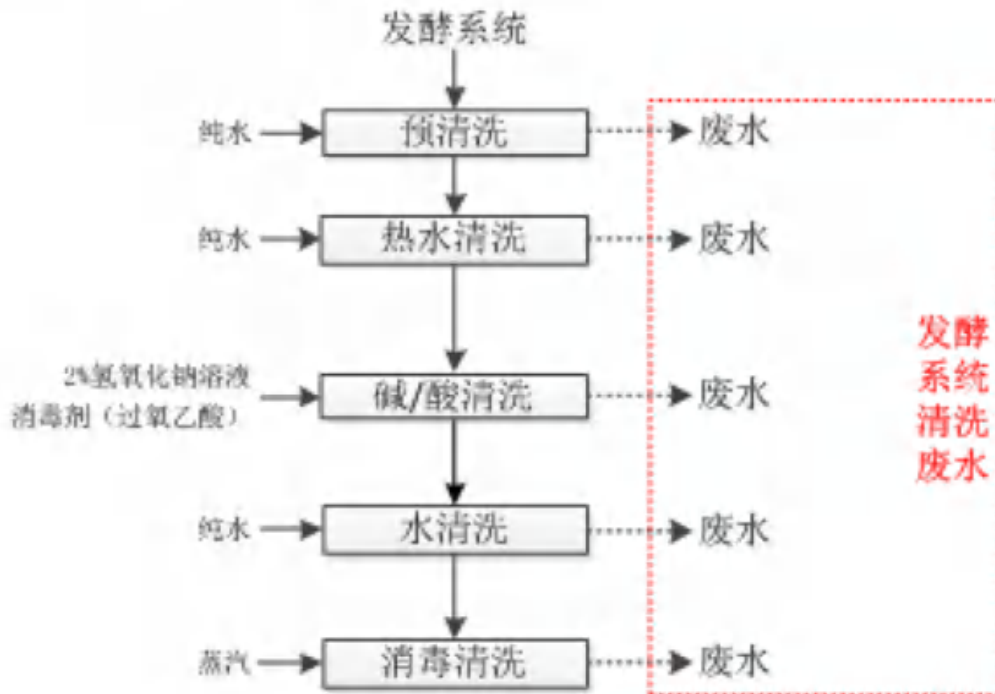 发酵系统
纯水
预清洗
废水
纯水
热水清洗
废水
2%氢氧化钠溶液
消毒剂（过氧乙酸）
碱/酸清洗
废水
纯水
水清洗
废水
蒸汽
消毒清洗
废水
发酵
系统
清洗
废水